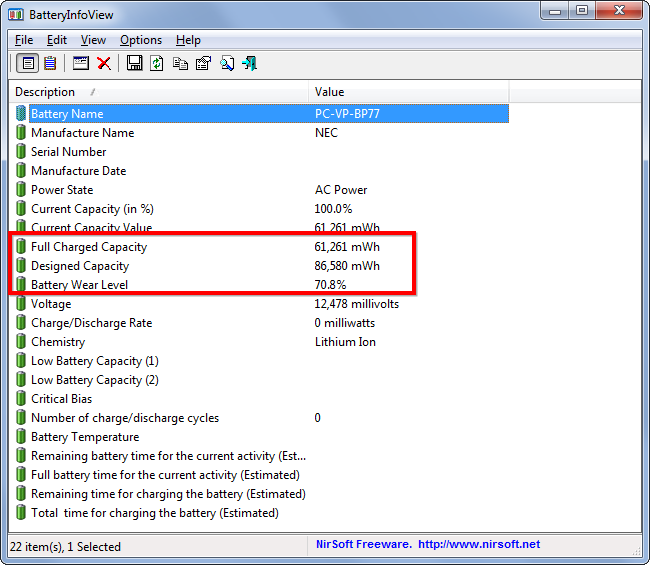 BatteryInfoView
File Edit View Options Help
Description / Value
Battery Name PC-VP-BP77
Manufacture Name NEC
Serial Number
Manufacture Date
Power State AC Power
Current Capacity (in %) 100.0%
Current Capacity Value 61,261 mWh
Full Charged Capacity 61,261 mWh
Designed Capacity 86,580 mWh
Battery Wear Level 70.8%
Voltage 12,478 millivolts
Charge/Discharge Rate 0 milliwatts
Chemistry Lithium Ion
Low Battery Capacity (1)
Low Battery Capacity (2)
Critical Bias
Number of charge/discharge cycles 0
Battery Temperature
Remaining battery time for the current activity (Est...
Full battery time for the current activity (Estimated)
Remaining time for charging the battery (Estimated)
Total  time for charging the battery (Estimated)
22 item(s), 1 Selected NirSoft Freeware.  http://www.nirsoft.net